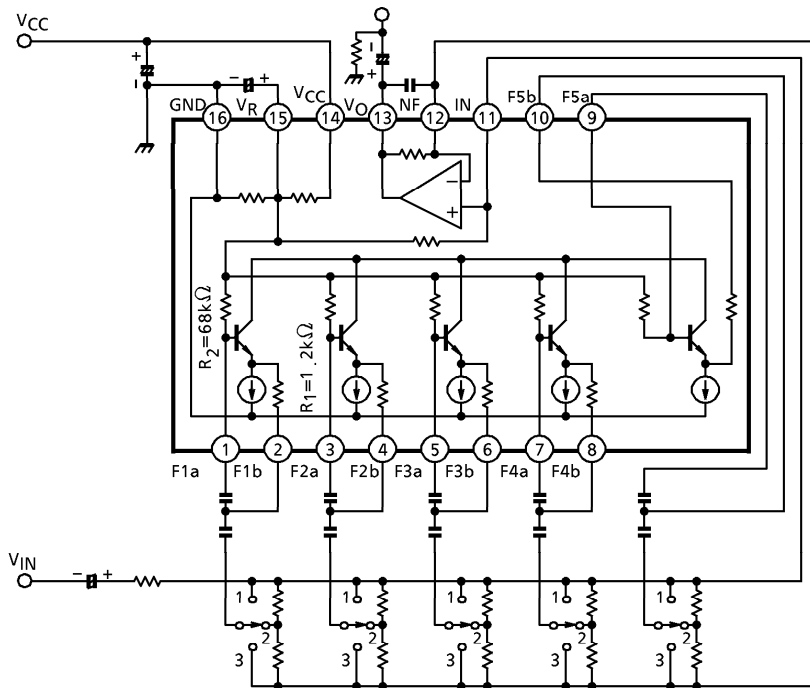 VCC
+
−
− +
−
+
GND VR VCC VO NF IN F5b F5a
16 15 14 13 12 11 10 9
−
+
R2=68kΩ
R1=1.2kΩ
1 2 3 4 5 6 7 8
F1a F1b F2a F2b F3a F3b F4a F4b
VIN
− +
1 1 1 1 1
2 2 2 2 2
3 3 3 3 3